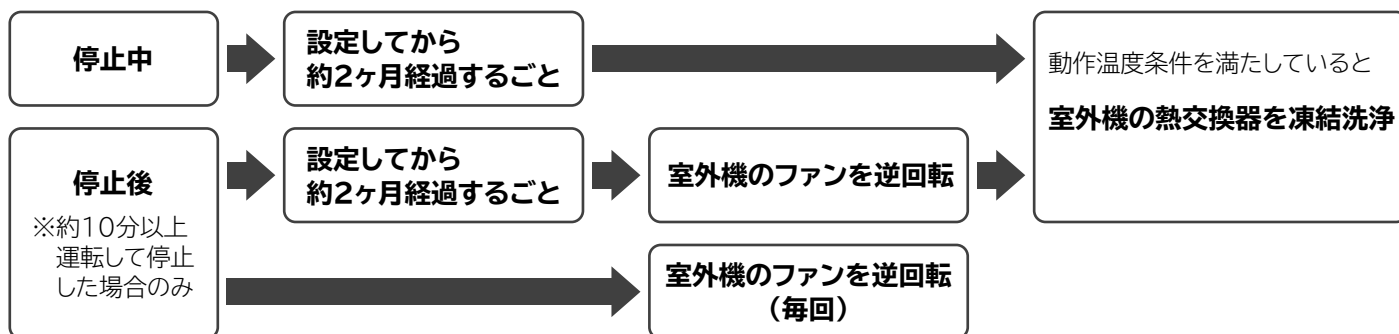 停止中
設定してから
約2ヶ月経過するごと
動作温度条件を満たしていると
室外機の熱交換器を凍結洗浄
停止後
※約10分以上
運転して停止
した場合のみ
設定してから
約2ヶ月経過するごと
室外機のファンを逆回転
室外機のファンを逆回転
（毎回）